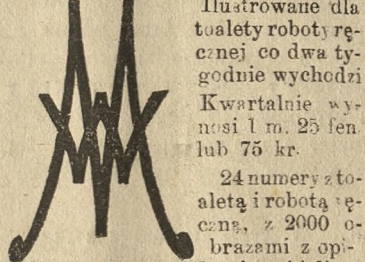 Ilustrowane dla
toalety roboty rę-
cznej co dwa ty-
godnie wychodzi
Kwartalnie wy-
nosi 1 m. 25 fen.
lub 75 kr.
24 numery z to-
aletą i robotą rę-
czną, z 2000 o-
brazami z opi-